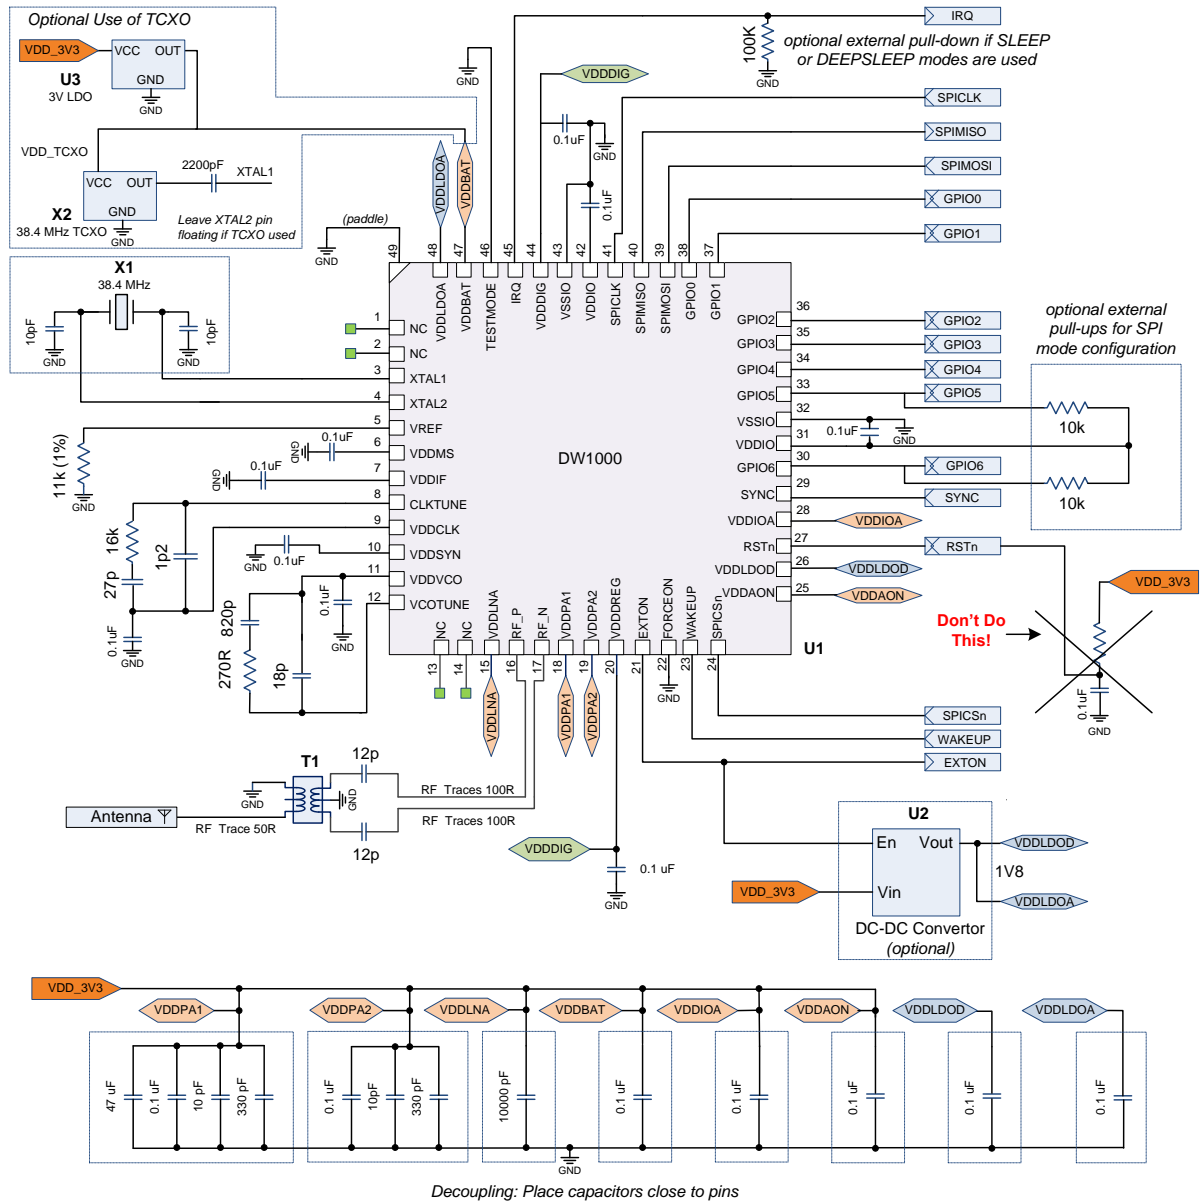 Optional Use of TCXO
VDD_3V3
VCC OUT
GND
U3
3V LDO
GND
VDD_TCXO
2200pF
XTAL1
VCC OUT
GND
X2
38.4 MHz TCXO
GND
Leave XTAL2 pin
floating if TCXO used
IRQ
100K
GND
optional external pull-down if SLEEP
or DEEPSLEEP modes are used
GND
VDDDIG
0.1uF
GND
0.1uF
SPICLK
SPIMISO
SPIMOSI
GPIO0
GPIO1
VDDLDOA
VDDBAT
(paddle)
GND
49
48
47
46
45
44
43
42
41
40
39
38
37
VDDLDOA
VDDBAT
TESTMODE
IRQ
VDDDIG
VSSIO
VDDIO
SPICLK
SPIMISO
SPIMOSI
GPIO0
GPIO1
X1
38.4 MHz
10pF
GND
10pF
GND
1 NC
2 NC
3 XTAL1
4 XTAL2
5 VREF
6 VDDMS
7 VDDIF
8 CLKTUNE
9 VDDCLK
10 VDDSYN
11 VDDVCO
12 VCOTUNE
11k (1%)
GND
0.1uF
GND
0.1uF
GND
16k
27p
1p2
0.1uF
GND
GND
0.1uF
820p
270R
18p
0.1uF
GND
DW1000
U1
36
GPIO2
GPIO2
35
GPIO3
GPIO3
34
GPIO4
GPIO4
33
GPIO5
GPIO5
32
VSSIO
0.1uF
GND
31
VDDIO
30
GPIO6
GPIO6
29
SYNC
SYNC
28
VDDIOA
VDDIOA
27
RSTn
RSTn
26
VDDLDOD
VDDLDOD
25
VDDAON
VDDAON
optional external
pull-ups for SPI
mode configuration
10k
10k
VDD_3V3
Don't Do
This!
0.1uF
GND
NC
NC
VDDLNA
RF_P
RF_N
VDDPA1
VDDPA2
VDDDREG
EXTON
FORCEON
WAKEUP
SPICSn
13
14
15
16
17
18
19
20
21
22
23
24
GND
VDDLNA
VDDPA1
VDDPA2
SPICSn
WAKEUP
EXTON
T1
12p
GND
GND
12p
RF Traces 100R
RF Traces 100R
Antenna
RF Trace 50R
VDDDIG
0.1 uF
GND
U2
En Vout
Vin
VDD_3V3
DC-DC Convertor
(optional)
VDDLDOD
1V8
VDDLDOA
VDD_3V3
VDDPA1
VDDPA2
VDDLNA
VDDBAT
VDDIOA
VDDAON
VDDLDOD
VDDLDOA
47 uF
0.1 uF
10 pF
330 pF
0.1 uF
10pF
330 pF
10000 pF
0.1 uF
0.1 uF
0.1 uF
0.1 uF
0.1 uF
GND
Decoupling: Place capacitors close to pins